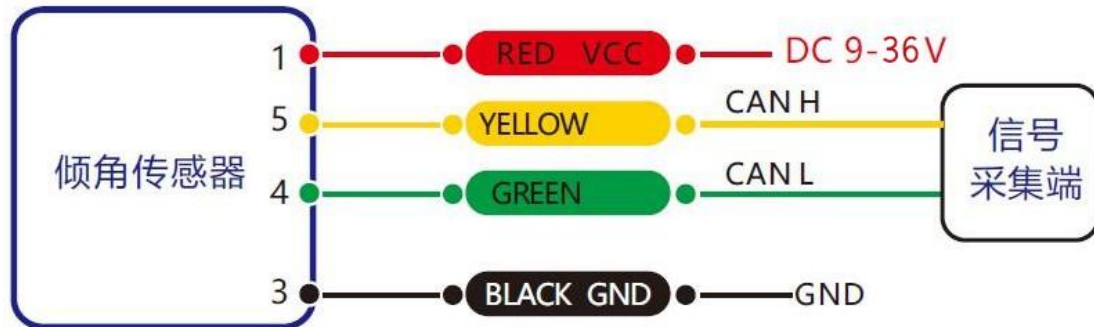 1 RED VCC DC 9-36V
5 YELLOW CAN H
4 GREEN CAN L
3 BLACK GND GND
倾角传感器
信号
采集端